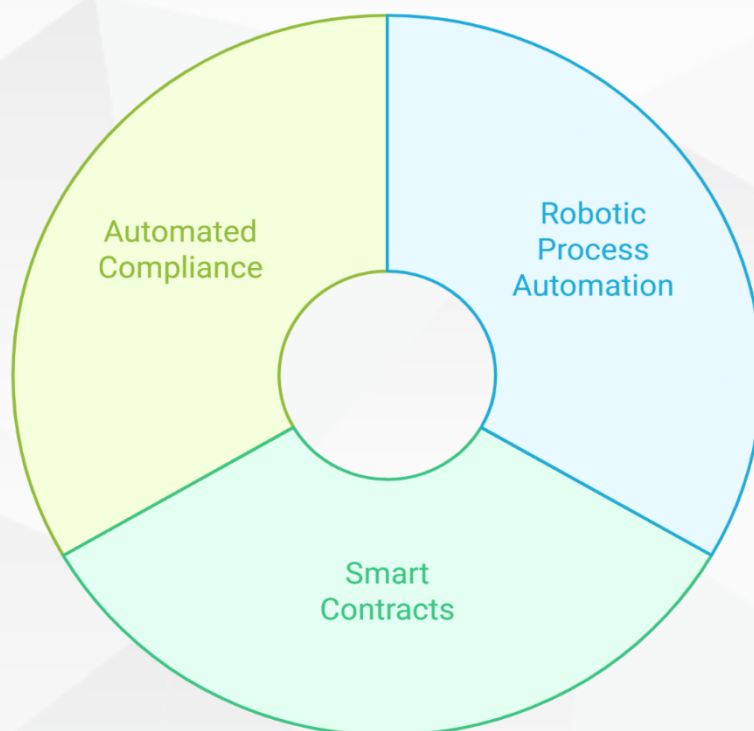 Automated
Compliance
Robotic
Process
Automation
Smart
Contracts